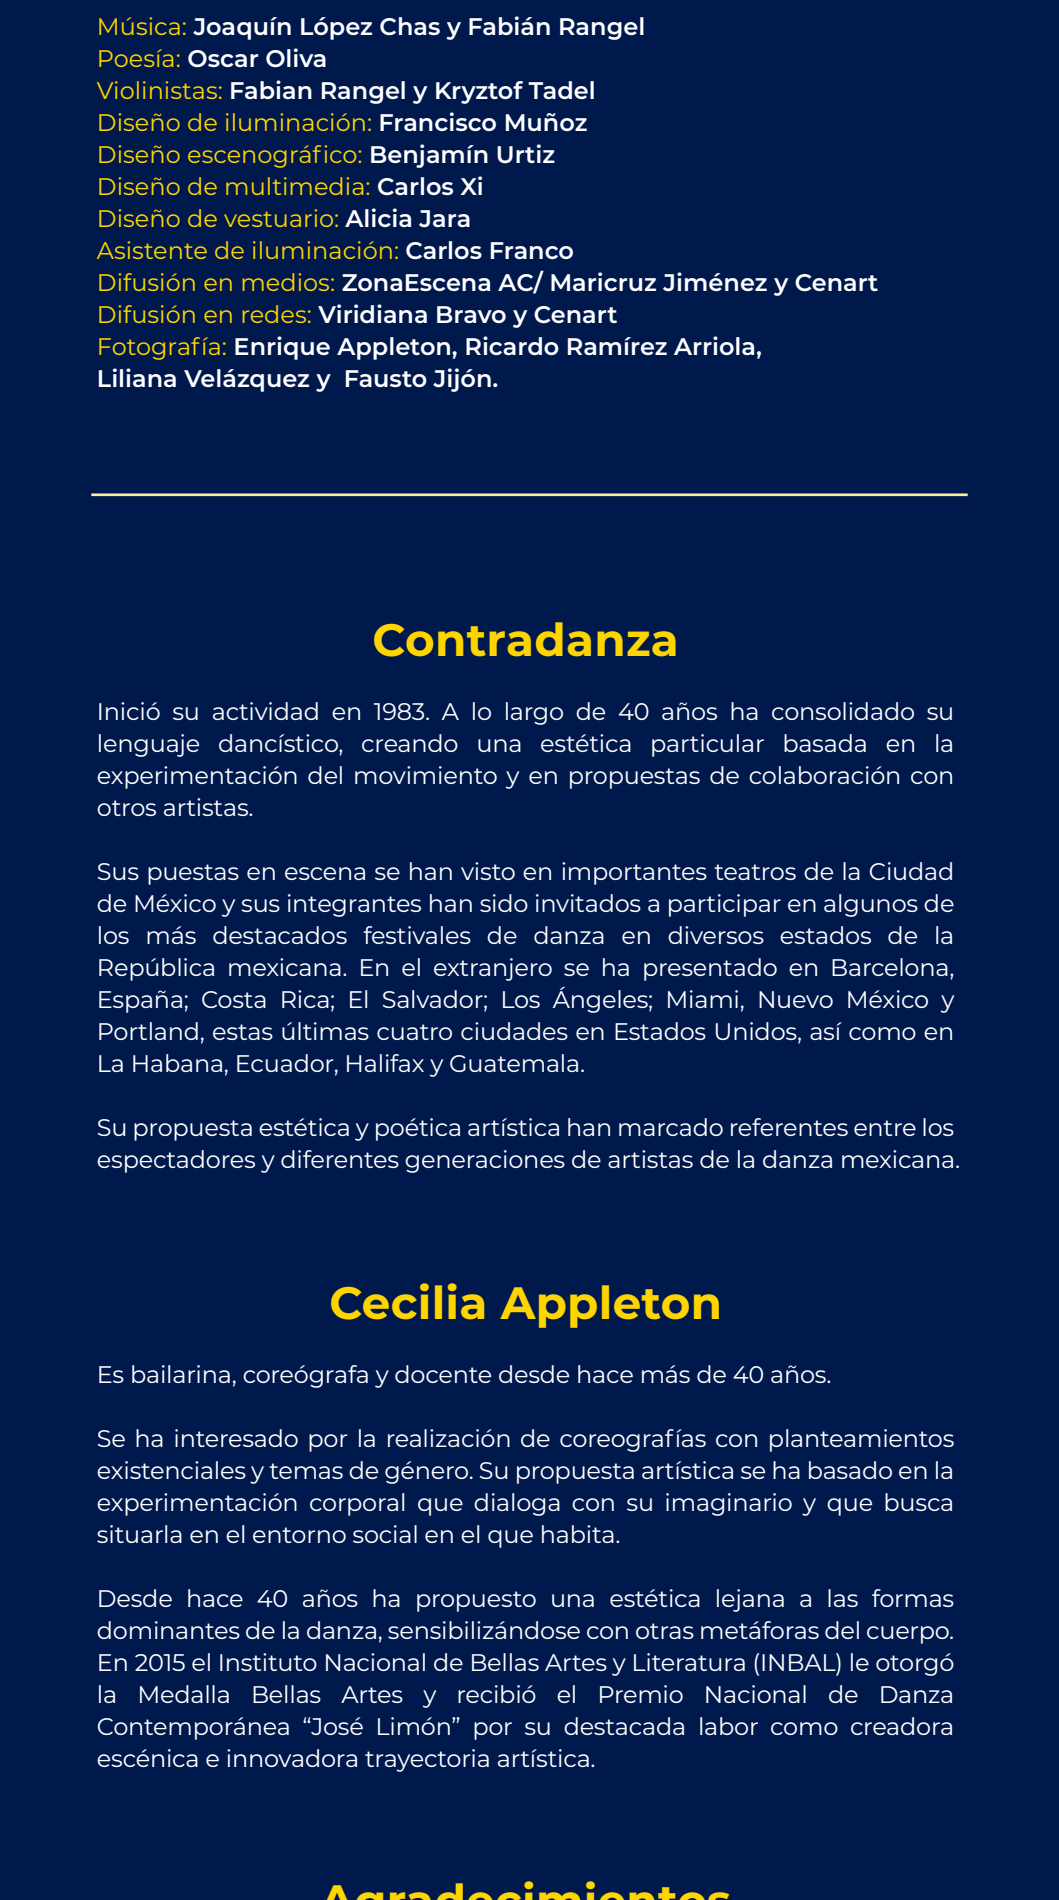 Música: Joaquín López Chas y Fabián Rangel
Poesía: Oscar Oliva
Violinistas: Fabian Rangel y Kryztof Tadel
Diseño de iluminación: Francisco Muñoz
Diseño escenográfico: Benjamín Urtiz
Diseño de multimedia: Carlos Xi
Diseño de vestuario: Alicia Jara
Asistente de iluminación: Carlos Franco
Difusión en medios: ZonaEscena AC/ Maricruz Jiménez y Cenart
Difusión en redes: Viridiana Bravo y Cenart
Fotografía: Enrique Appleton, Ricardo Ramírez Arriola,
Liliana Velázquez y  Fausto Jijón.
Contradanza
Inició su actividad en 1983. A lo largo de 40 años ha consolidado su
lenguaje dancístico, creando una estética particular basada en la
experimentación del movimiento y en propuestas de colaboración con
otros artistas.
Sus puestas en escena se han visto en importantes teatros de la Ciudad
de México y sus integrantes han sido invitados a participar en algunos de
los más destacados festivales de danza en diversos estados de la
República mexicana. En el extranjero se ha presentado en Barcelona,
España; Costa Rica; El Salvador; Los Ángeles; Miami, Nuevo México y
Portland, estas últimas cuatro ciudades en Estados Unidos, así como en
La Habana, Ecuador, Halifax y Guatemala.
Su propuesta estética y poética artística han marcado referentes entre los
espectadores y diferentes generaciones de artistas de la danza mexicana.
Cecilia Appleton
Es bailarina, coreógrafa y docente desde hace más de 40 años.
Se ha interesado por la realización de coreografías con planteamientos
existenciales y temas de género. Su propuesta artística se ha basado en la
experimentación corporal que dialoga con su imaginario y que busca
situarla en el entorno social en el que habita.
Desde hace 40 años ha propuesto una estética lejana a las formas
dominantes de la danza, sensibilizándose con otras metáforas del cuerpo.
En 2015 el Instituto Nacional de Bellas Artes y Literatura (INBAL) le otorgó
la Medalla Bellas Artes y recibió el Premio Nacional de Danza
Contemporánea “José Limón” por su destacada labor como creadora
escénica e innovadora trayectoria artística.
Agradecimientos